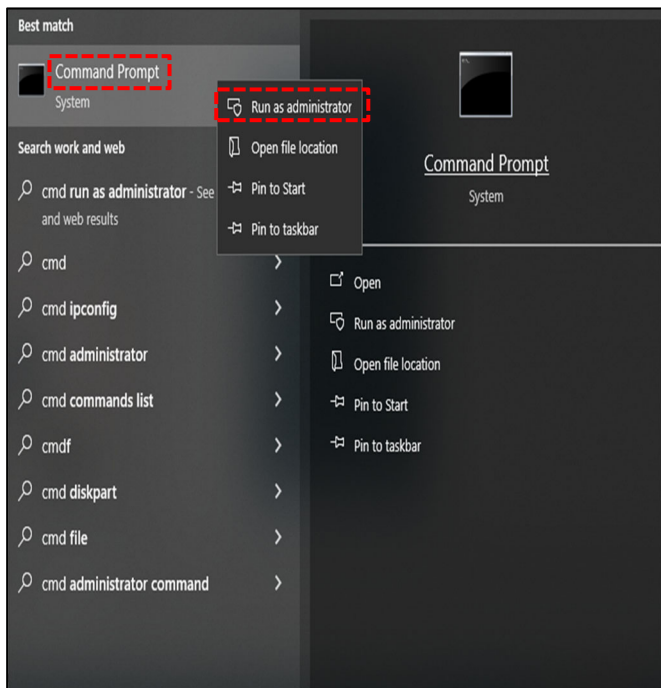 Best match
Command Prompt
System
Run as administrator
Open file location
Pin to Start
Pin to taskbar
Search work and web
cmd run as administrator - See
and web results
cmd
cmd ipconfig
cmd administrator
cmd commands list
cmdf
cmd diskpart
cmd file
cmd administrator command
Command Prompt
System
Open
Run as administrator
Open file location
Pin to Start
Pin to taskbar